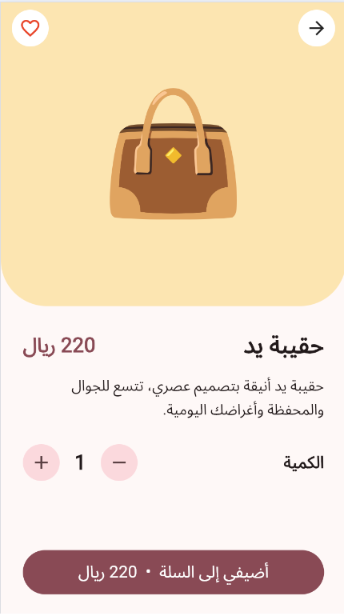 حقيبة يد 220 ريال
حقيبة يد أنيقة بتصميم عصري، تتسع للجوال
والمحفظة وأغراضك اليومية.
الكمية − 1 +
أضيفي إلى السلة • 220 ريال